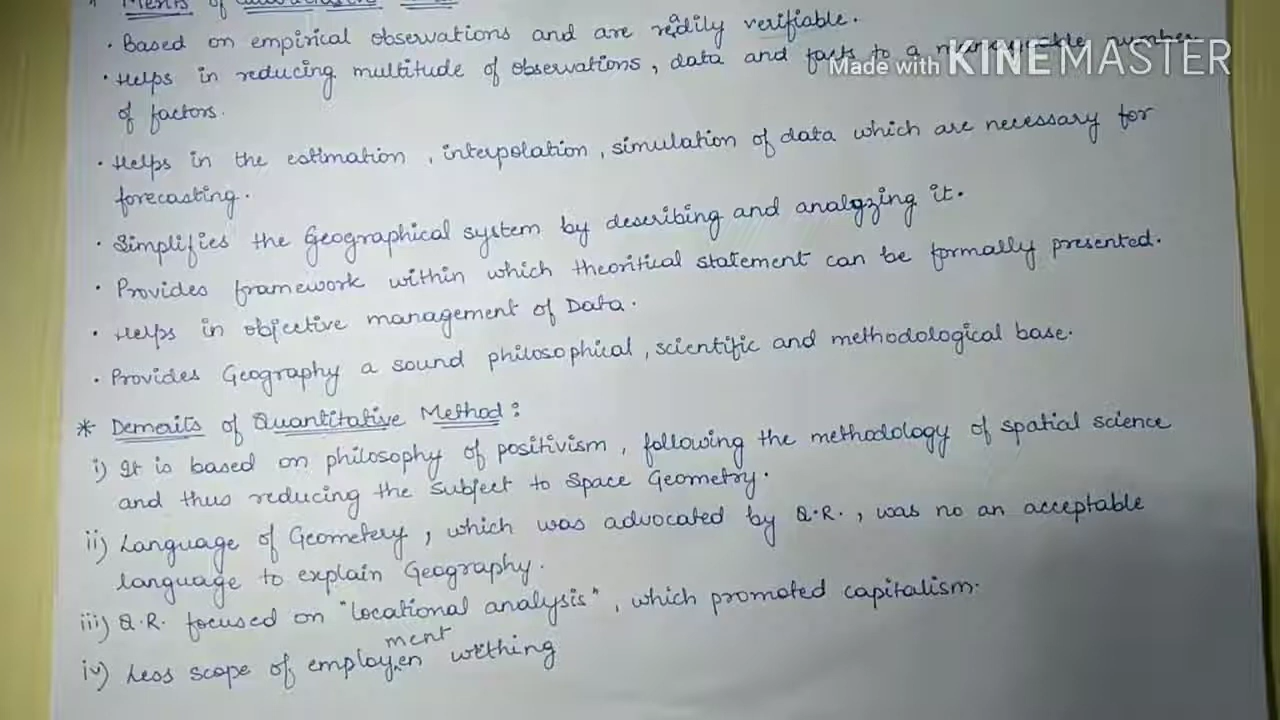 * Merits of Quantitative
· Based on empirical observations and are readily verifiable.
· Helps in reducing multitude of observations, data and facts to a number
Made with KINEMASTER
of factors.
· Helps in the estimation, interpolation, simulation of data which are necessary for
forecasting.
· Simplifies the Geographical system by describing and analyzing it.
· Provides framework within which theoritical statement can be formally presented.
· Helps in objective management of Data.
· Provides Geography a sound philosophical, scientific and methodological base.
* Demerits of Quantitative Method:
i) It is based on philosophy of positivism, following the methodology of spatial science
and thus reducing the subject to Space Geometry.
ii) Language of Geometery, which was advocated by Q.R., was no an acceptable
language to explain Geography.
iii) Q.R. focused on "locational analysis", which promoted capitalism.
ment
iv) Less scope of employen withing